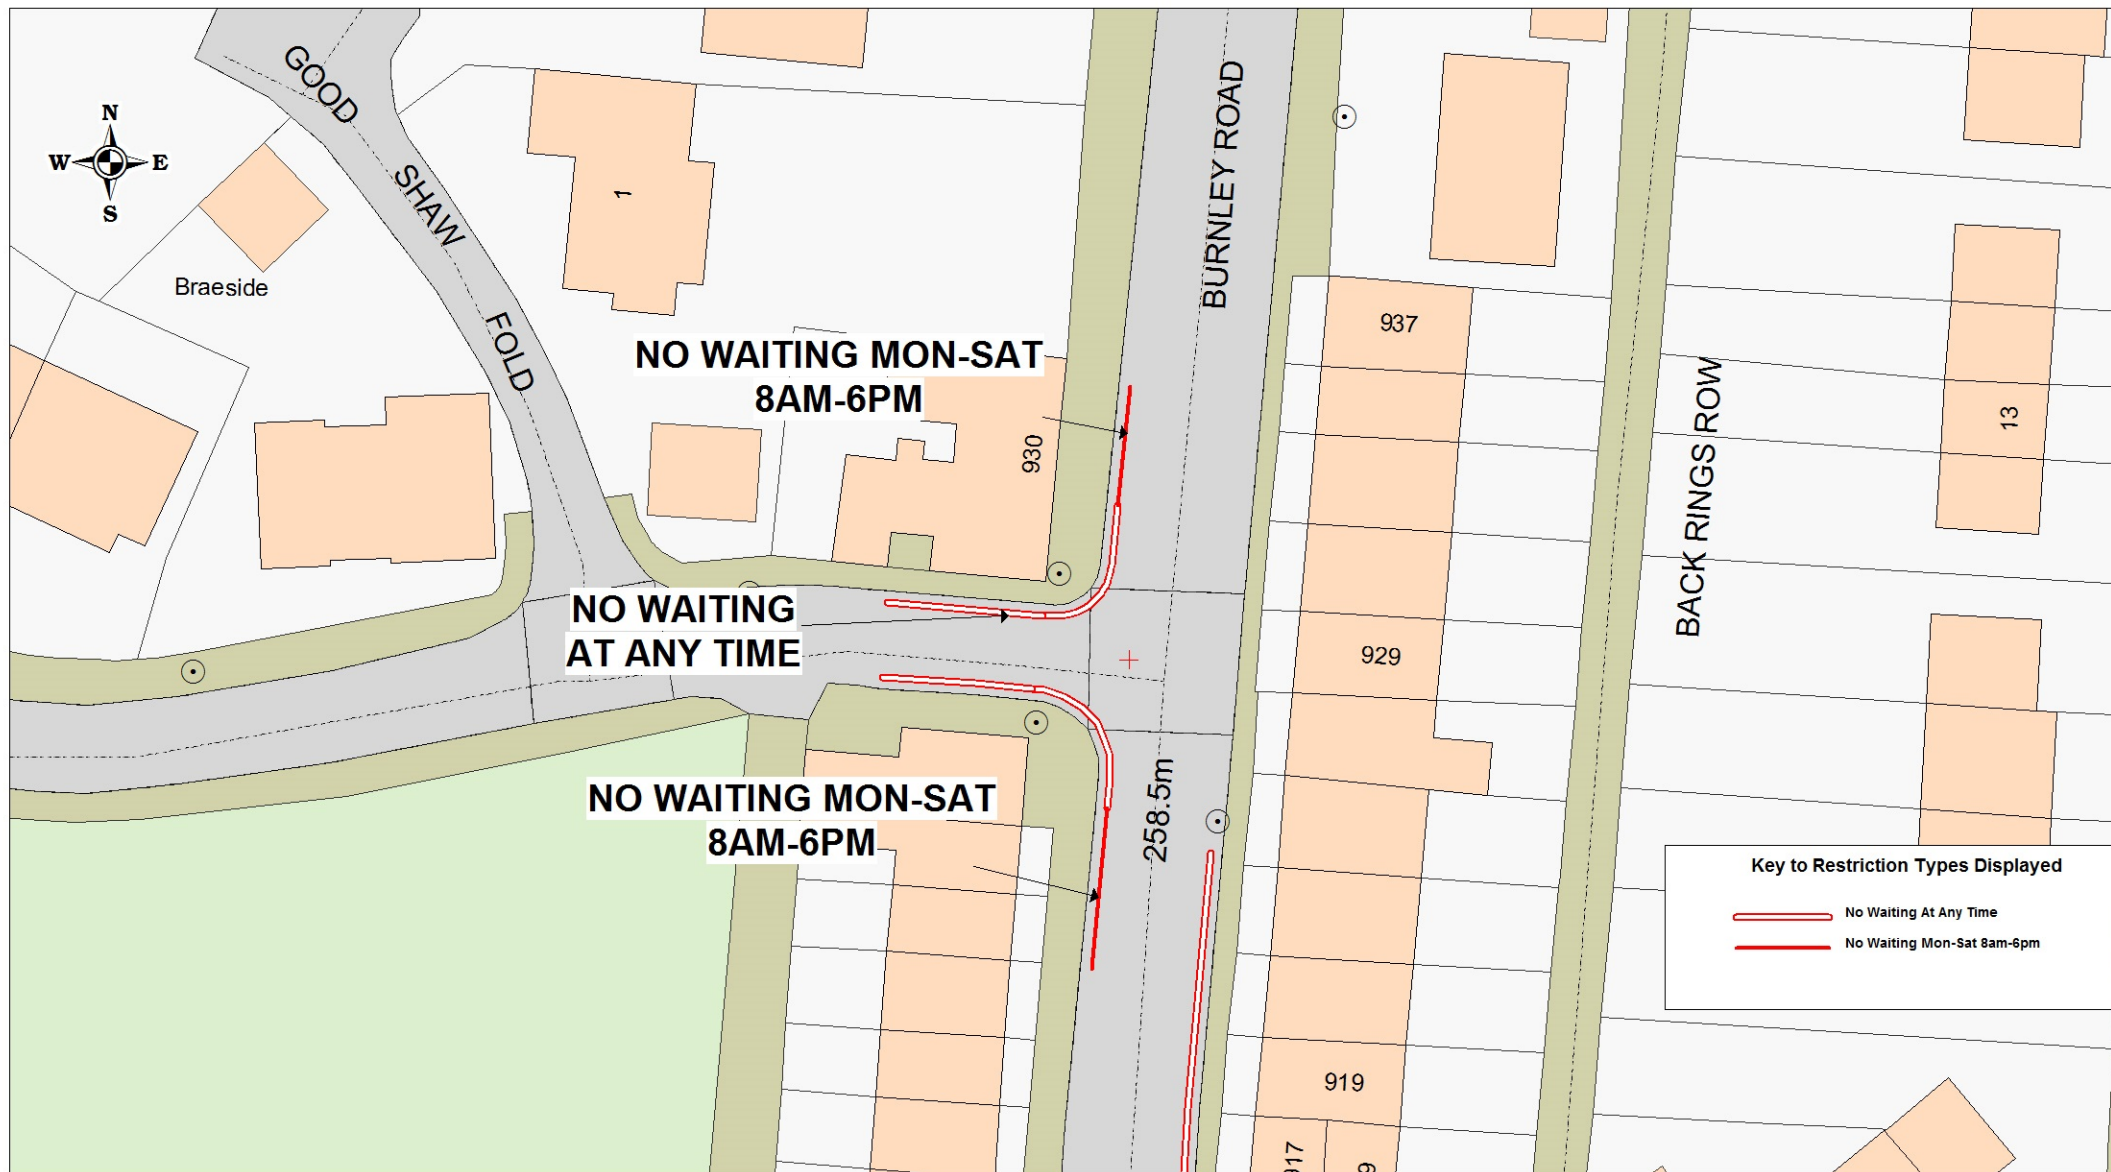 GOOD
SHAW
FOLD
N
W
E
S
Braeside
1
BURNLEY ROAD
937
NO WAITING MON-SAT
8AM-6PM
930
BACK RINGS ROW
13
NO WAITING
AT ANY TIME
929
NO WAITING MON-SAT
8AM-6PM
258.5m
Key to Restriction Types Displayed
No Waiting At Any Time
No Waiting Mon-Sat 8am-6pm
919
917
9